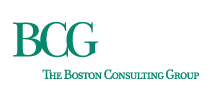 BCG
THE BOSTON CONSULTING GROUP